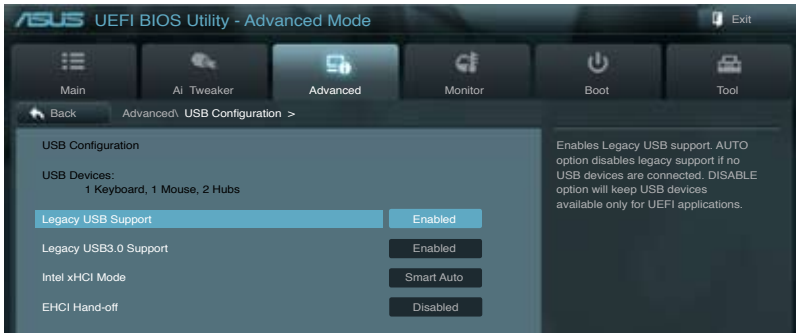 ASUS UEFI BIOS Utility - Advanced Mode
Exit
Main
Ai Tweaker
Advanced
Monitor
Boot
Tool
Back
Advanced\ USB Configuration >
USB Configuration
USB Devices:
1 Keyboard, 1 Mouse, 2 Hubs
Legacy USB Support Enabled
Legacy USB3.0 Support Enabled
Intel xHCI Mode Smart Auto
EHCI Hand-off Disabled
Enables Legacy USB support. AUTO
option disables legacy support if no
USB devices are connected. DISABLE
option will keep USB devices
available only for UEFI applications.